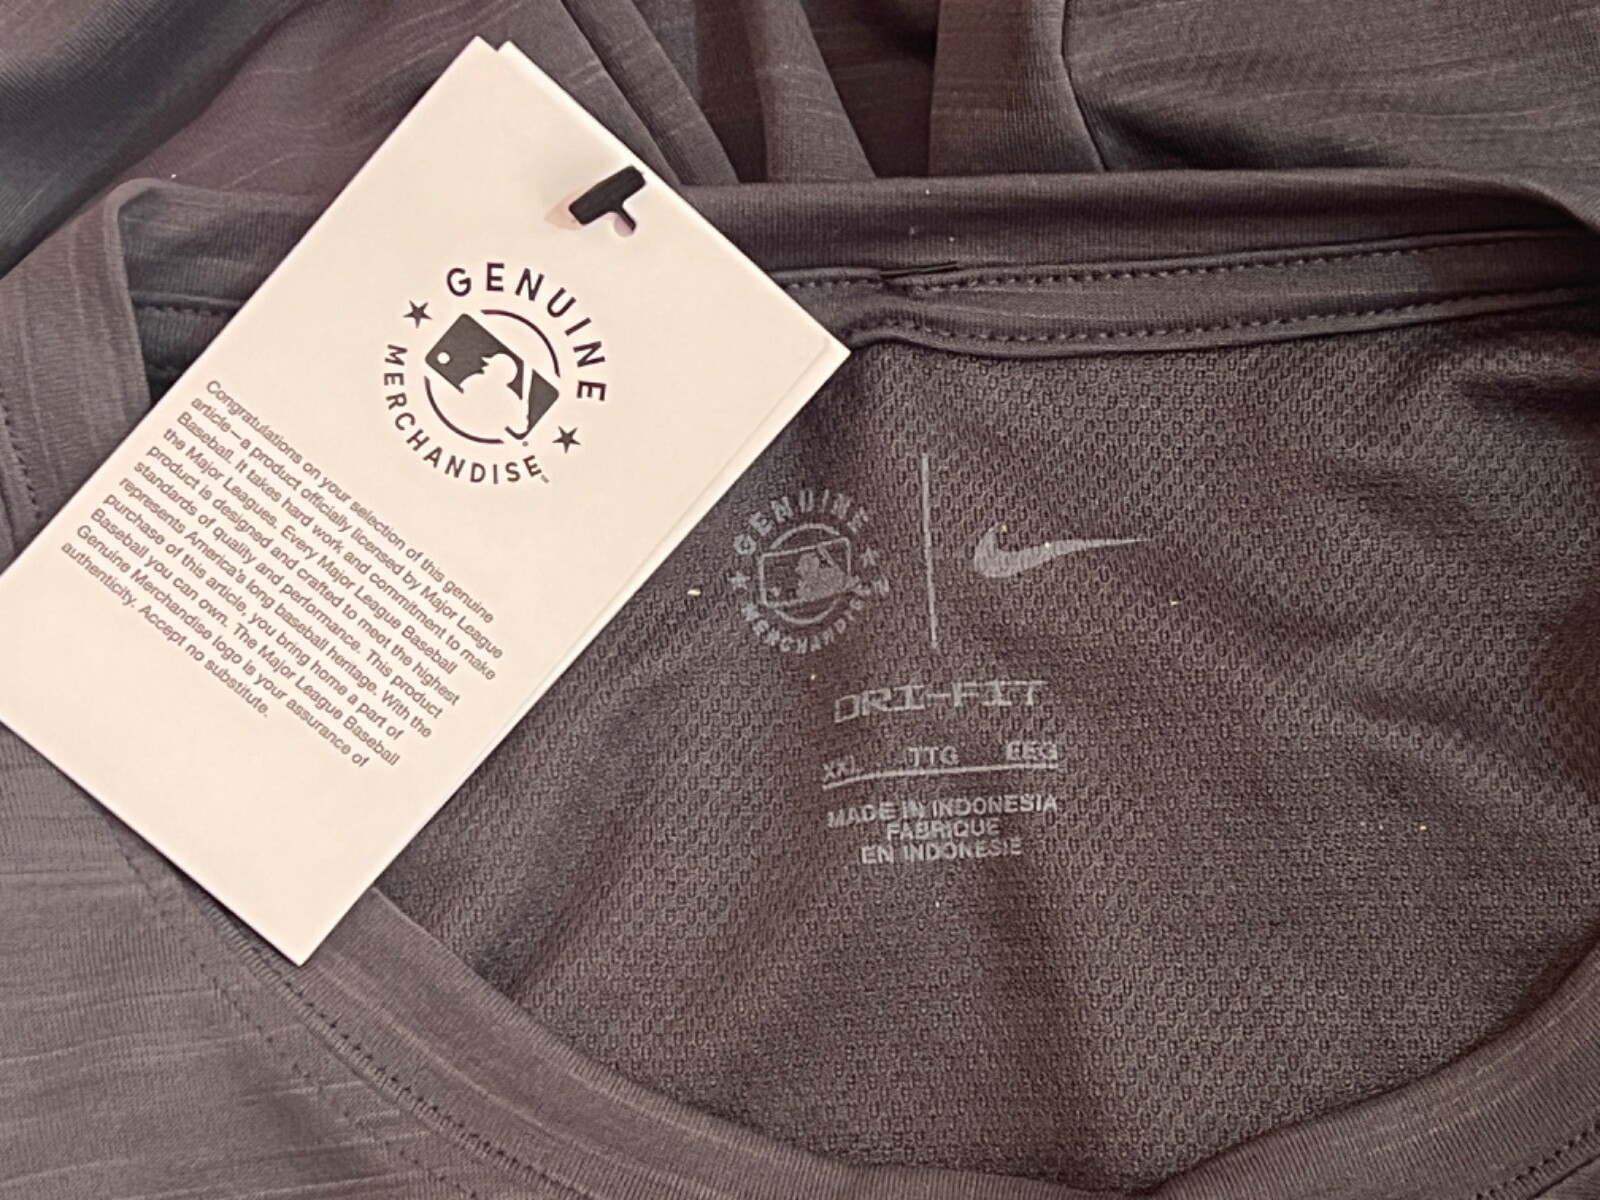 GENUINE
MERCHANDISE
Congratulations on your selection of this genuine
article—a product officially licensed by Major League
Baseball. It takes hard work and commitment to make
the Major Leagues. Every Major League Baseball
product is designed and crafted to meet the highest
standards of quality and performance. This product
represents America's long baseball heritage. With the
purchase of this article, you bring home a part of
Baseball you can own. The Major League Baseball
Genuine Merchandise logo is your assurance of
authenticity. Accept no substitute.
GENUINE
MERCHANDISE
DRI-FIT
XXL TTG EEG
MADE IN INDONESIA
FABRIQUE
EN INDONESIE